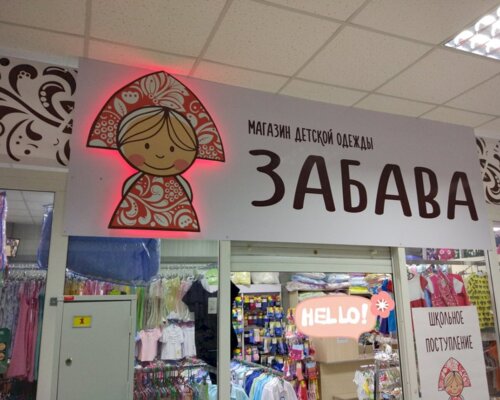 МАГАЗИН ДЕТСКОЙ ОДЕЖДЫ
ЗАБАВА
HELLO!
ШКОЛЬНОЕ
ПОСТУПЛЕНИЕ